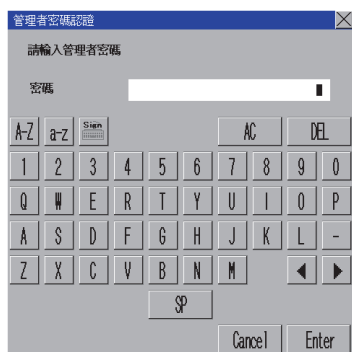 管理者密碼認證
請輸入管理者密碼
密碼
A-Z a-z Sign AC DEL
1 2 3 4 5 6 7 8 9 0
Q W E R T Y U I O P
A S D F G H J K L -
Z X C V B N M ◀ ▶
SP
Cancel Enter